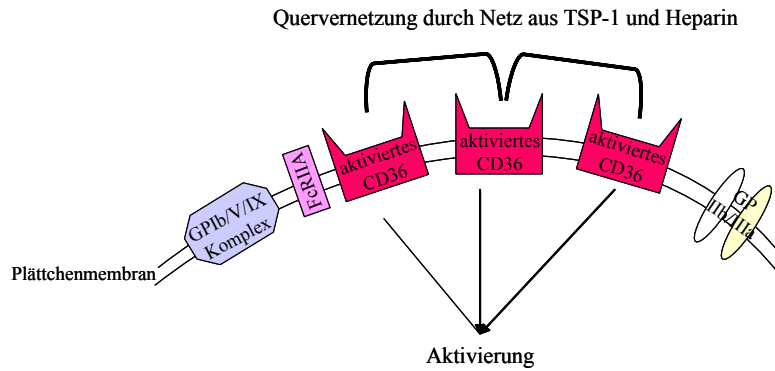 Quervernetzung durch Netz aus TSP-1 und Heparin
aktiviertes
CD36
aktiviertes
CD36
aktiviertes
CD36
FcRIIA
GPIb/V/IX
Komplex
GP
IIb/IIIa
Plättchenmembran
Aktivierung